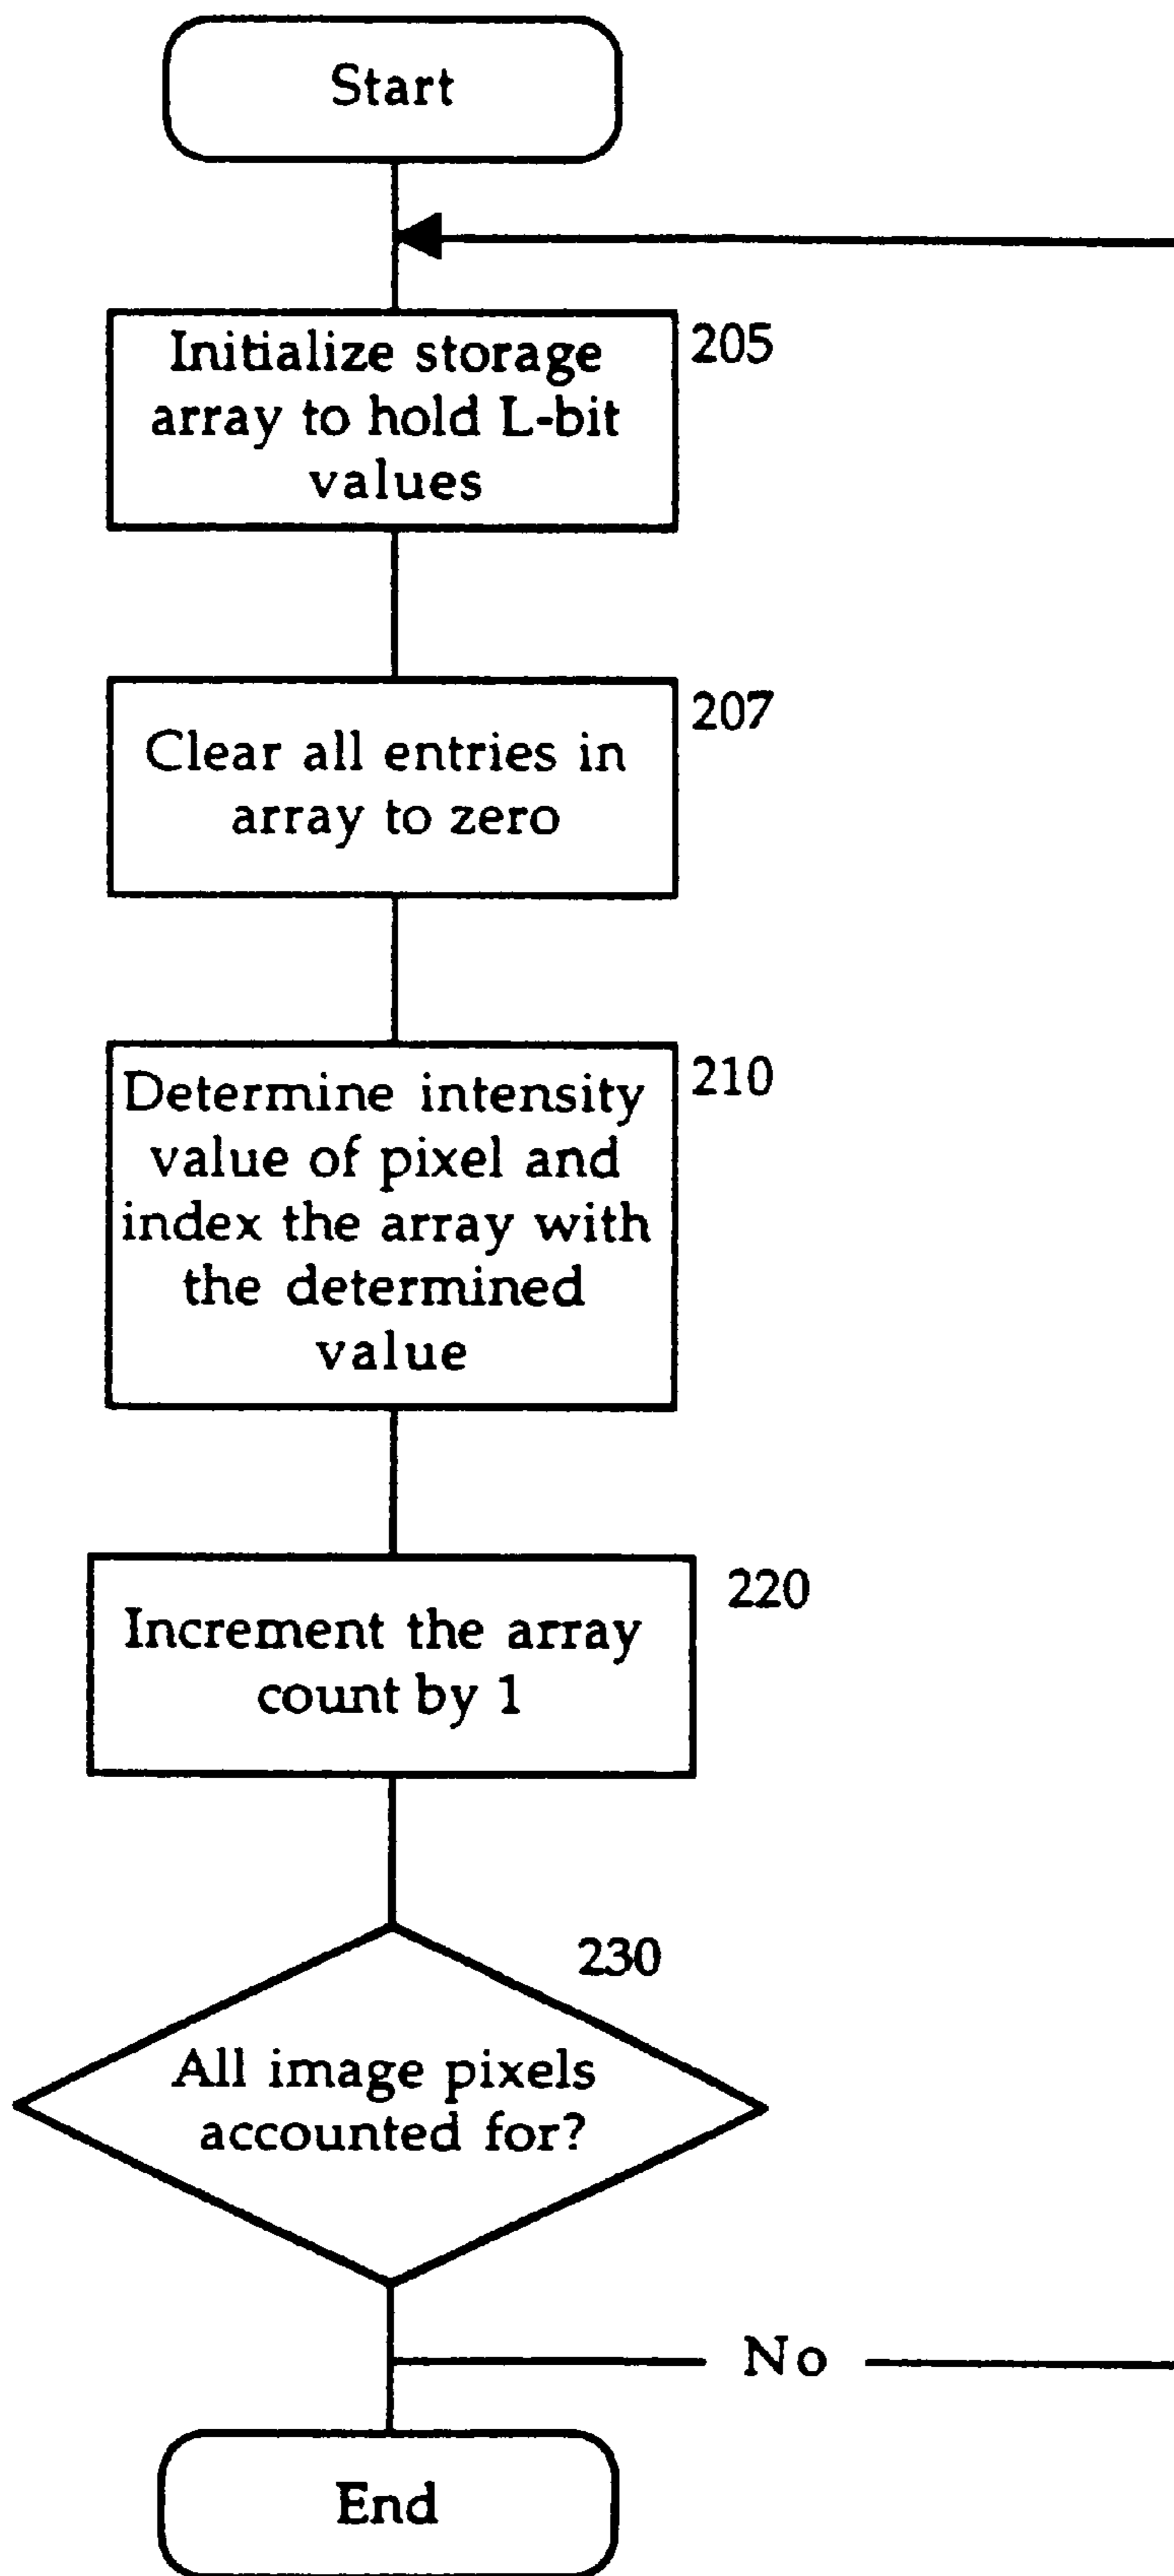 Start
Initialize storage
array to hold L-bit
values
205
Clear all entries in
array to zero
207
Determine intensity
value of pixel and
index the array with
the determined
value
210
Increment the array
count by 1
220
230
All image pixels
accounted for?
No
End